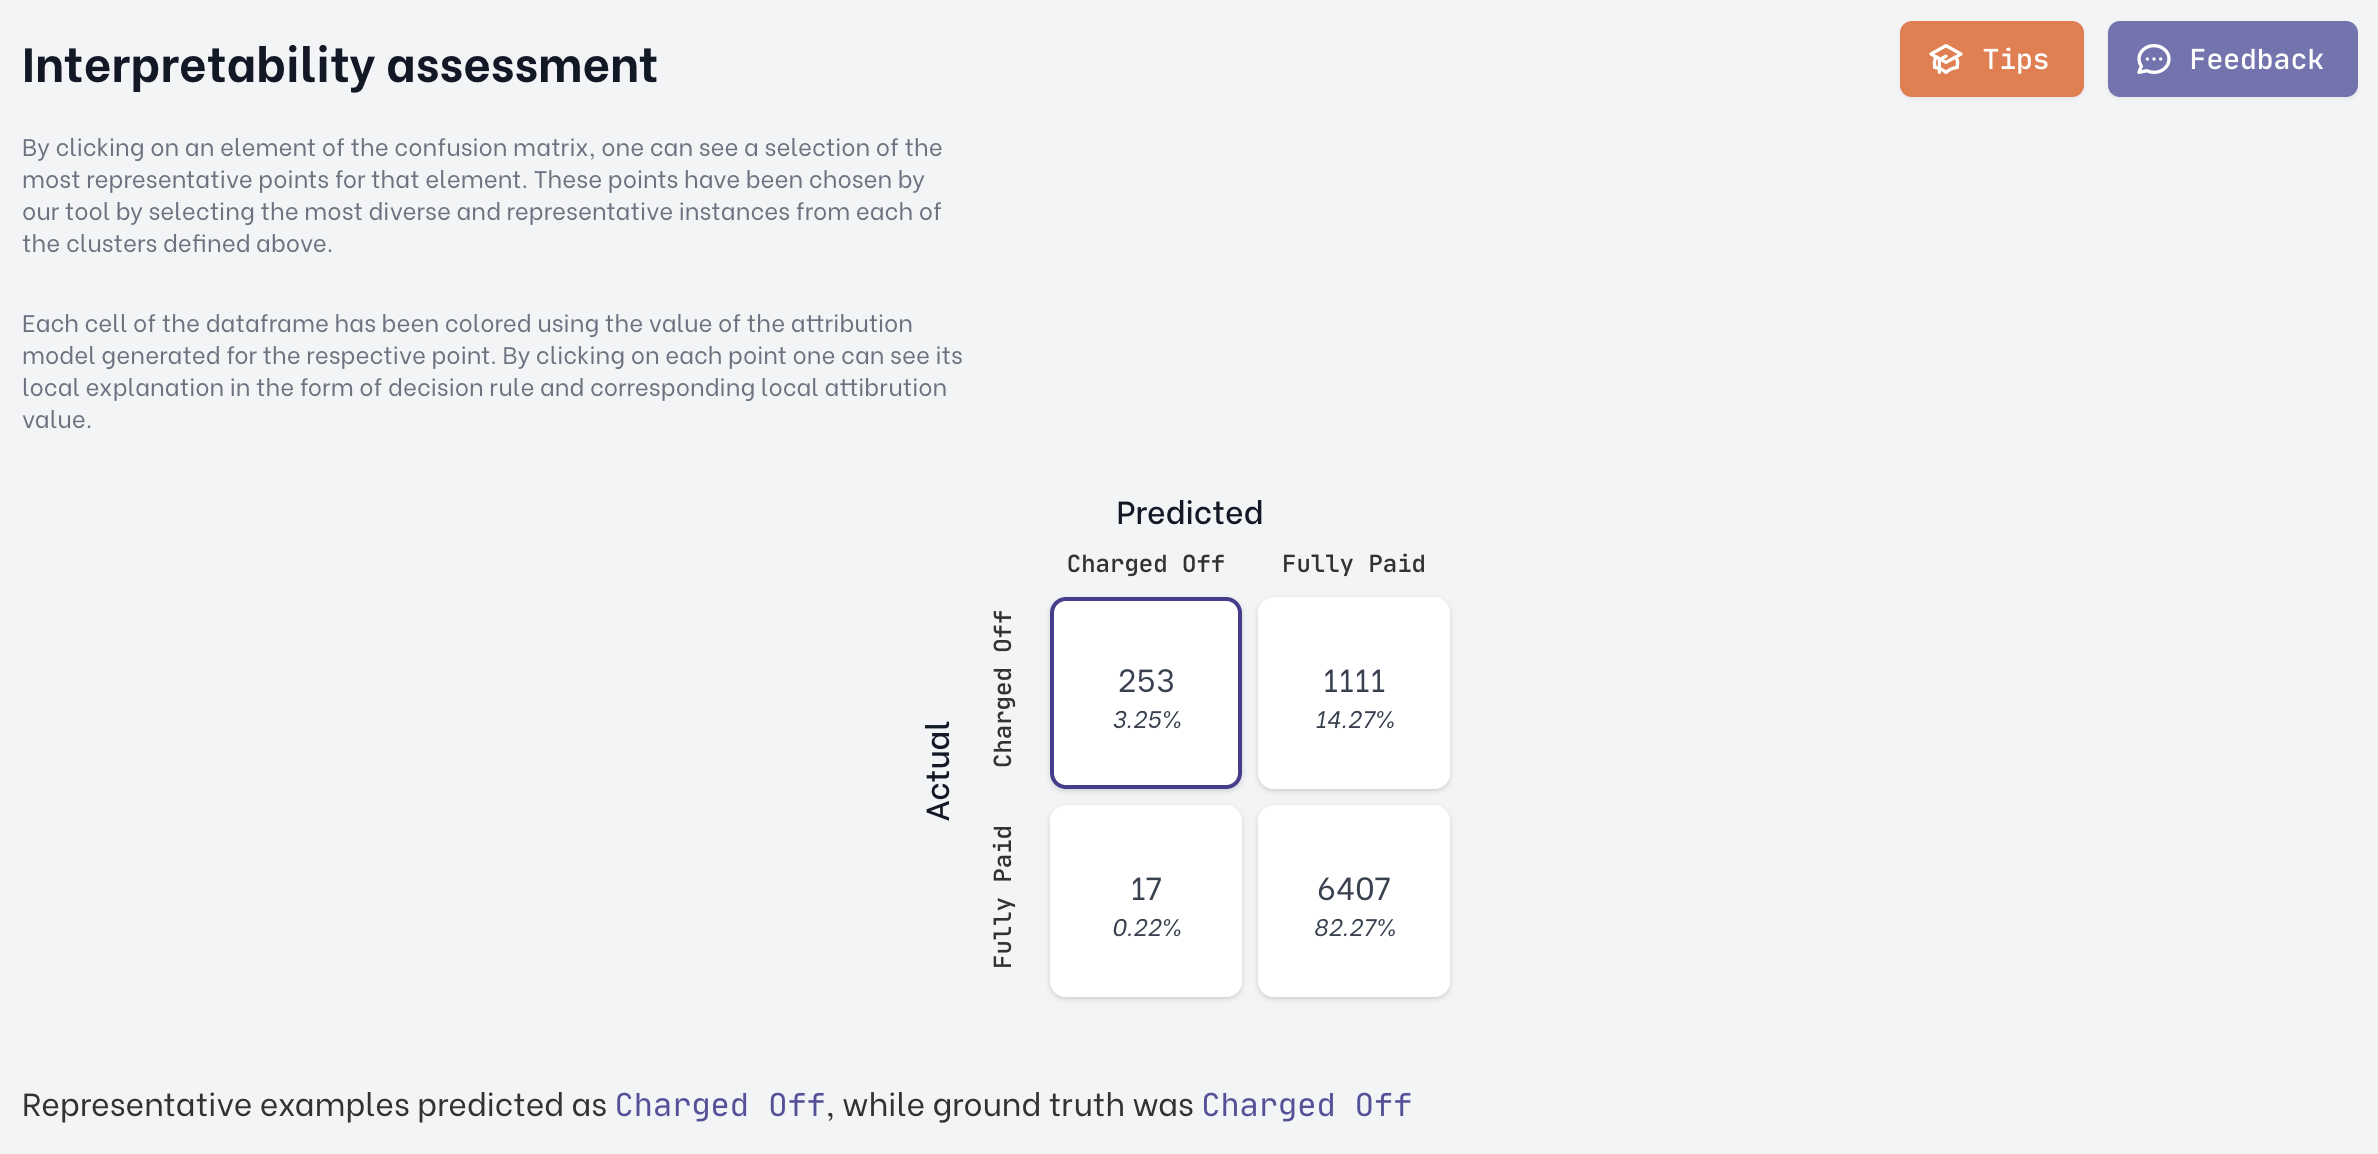 Interpretability assessment
Tips
Feedback
By clicking on an element of the confusion matrix, one can see a selection of the
most representative points for that element. These points have been chosen by
our tool by selecting the most diverse and representative instances from each of
the clusters defined above.
Each cell of the dataframe has been colored using the value of the attribution
model generated for the respective point. By clicking on each point one can see its
local explanation in the form of decision rule and corresponding local attibrution
value.
Predicted
Charged Off
Fully Paid
Actual
Charged Off
253
3.25%
1111
14.27%
Fully Paid
17
0.22%
6407
82.27%
Representative examples predicted as Charged Off, while ground truth was Charged Off